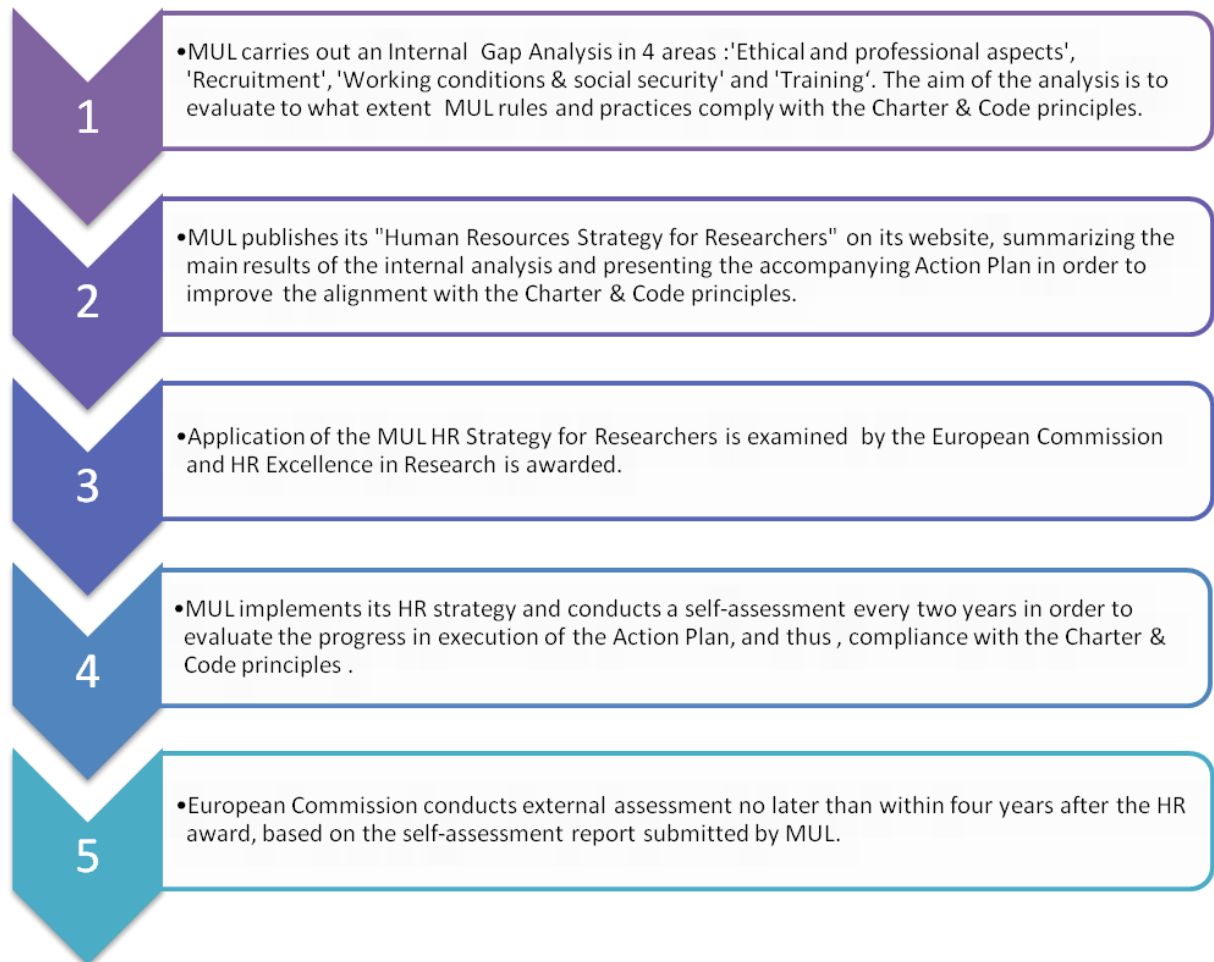 1
•MUL carries out an Internal Gap Analysis in 4 areas :'Ethical and professional aspects',
'Recruitment', 'Working conditions & social security' and 'Training‘. The aim of the analysis is to
evaluate to what extent MUL rules and practices comply with the Charter & Code principles.
2
•MUL publishes its "Human Resources Strategy for Researchers" on its website, summarizing the
main results of the internal analysis and presenting the accompanying Action Plan in order to
improve the alignment with the Charter & Code principles.
3
•Application of the MUL HR Strategy for Researchers is examined by the European Commission
and HR Excellence in Research is awarded.
4
•MUL implements its HR strategy and conducts a self-assessment every two years in order to
evaluate the progress in execution of the Action Plan, and thus , compliance with the Charter &
Code principles .
5
•European Commission conducts external assessment no later than within four years after the HR
award, based on the self-assessment report submitted by MUL.